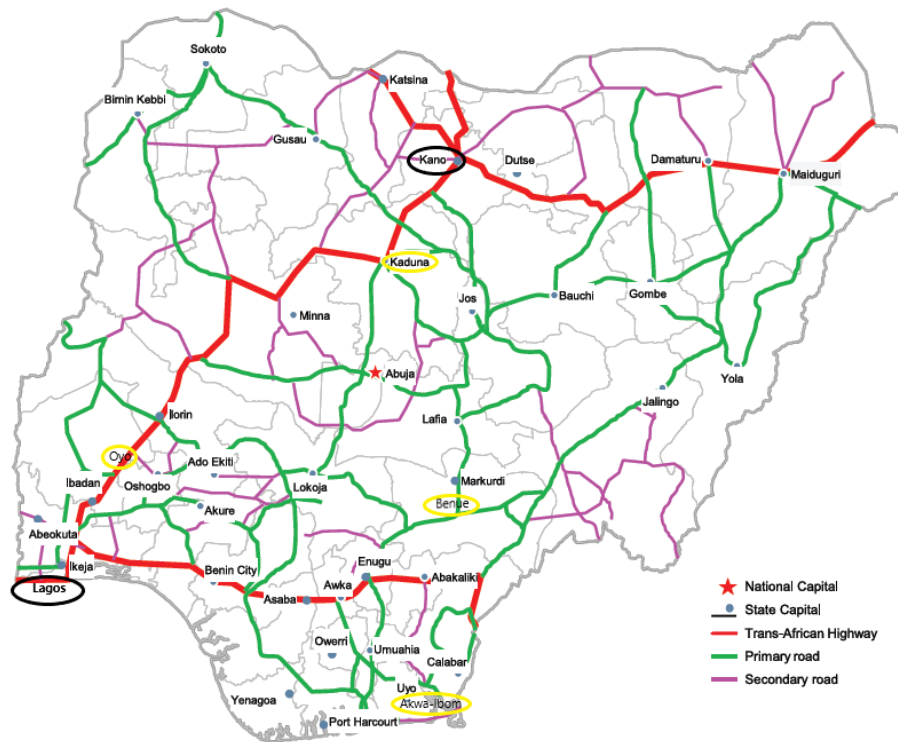 Sokoto
Katsina
Birnin Kebbi
Gusau
Kano
Dutse
Damaturu
Maiduguri
Kaduna
Minna
Jos
Bauchi
Gombe
Abuja
Yola
Jalingo
Ilorin
Lafia
Oyo
Ado Ekiti
Ibadan
Oshogbo
Lokoja
Markurdi
Akure
Benue
Abeokuta
Ikeja
Lagos
Benin City
Enugu
Abakaliki
Asaba
Awka
Owerri
Umuahia
Calabar
Uyo
Akwa-Ibom
Yenagoa
Port Harcourt
National Capital
State Capital
Trans-African Highway
Primary road
Secondary road